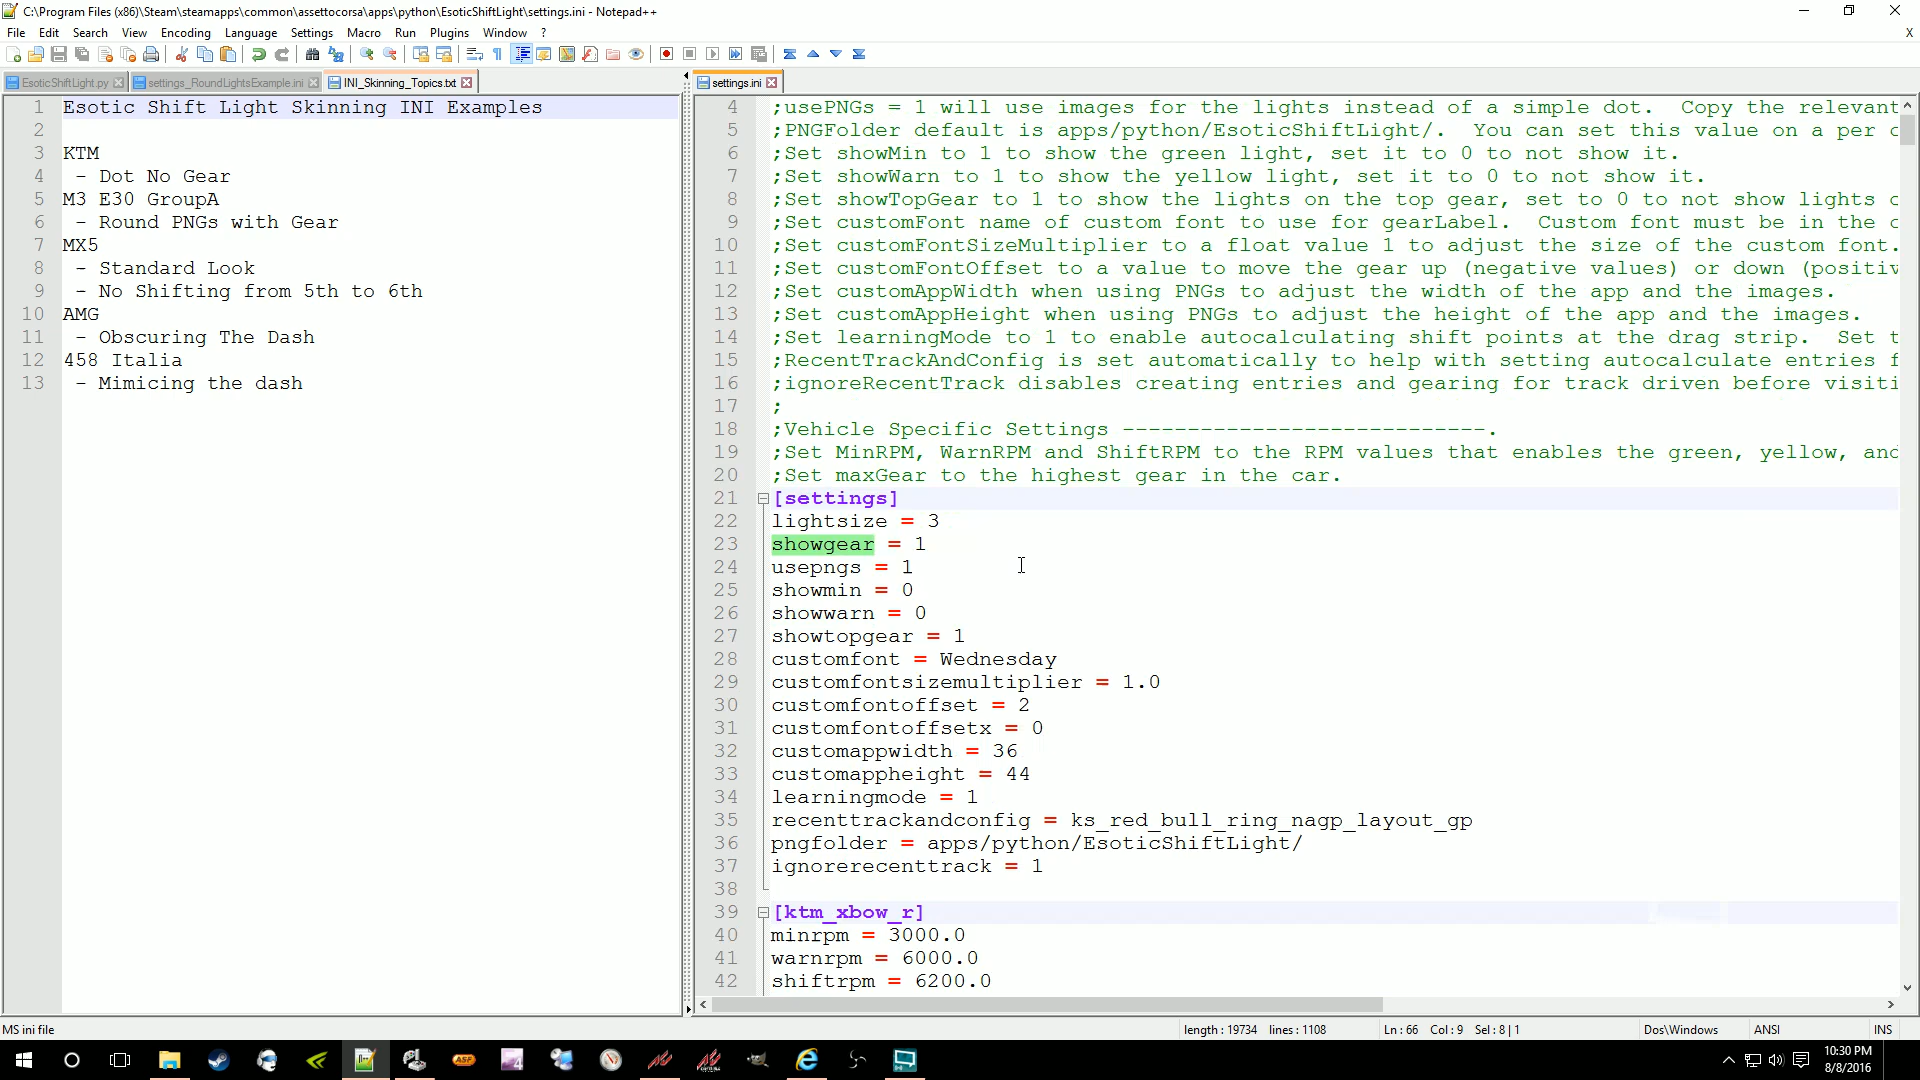 C:\Program Files (x86)\Steam\steamapps\common\assettocorsa\apps\python\EsoticShiftLight\settings.ini - Notepad++
File Edit Search View Encoding Language Settings Macro Run Plugins Window ? X
EsoticShiftLight.py settings_RoundLightsExample.ini INI_Skinning_Topics.txt
1 Esotic Shift Light Skinning INI Examples
2
3 KTM
4 - Dot No Gear
5 M3 E30 GroupA
6 - Round PNGs with Gear
7 MX5
8 - Standard Look
9 - No Shifting from 5th to 6th
10 AMG
11 - Obscuring The Dash
12 458 Italia
13 - Mimicing the dash
settings.ini
4 ;usePNGs = 1 will use images for the lights instead of a simple dot. Copy the relevant
5 ;PNGFolder default is apps/python/EsoticShiftLight/. You can set this value on a per c
6 ;Set showMin to 1 to show the green light, set it to 0 to not show it.
7 ;Set showWarn to 1 to show the yellow light, set it to 0 to not show it.
8 ;Set showTopGear to 1 to show the lights on the top gear, set to 0 to not show lights o
9 ;Set customFont name of custom font to use for gearLabel. Custom font must be in the c
10 ;Set customFontSizeMultiplier to a float value 1 to adjust the size of the custom font.
11 ;Set customFontOffset to a value to move the gear up (negative values) or down (positiv
12 ;Set customAppWidth when using PNGs to adjust the width of the app and the images.
13 ;Set customAppHeight when using PNGs to adjust the height of the app and the images.
14 ;Set learningMode to 1 to enable autocalculating shift points at the drag strip. Set t
15 ;RecentTrackAndConfig is set automatically to help with setting autocalculate entries f
16 ;ignoreRecentTrack disables creating entries and gearing for track driven before visiti
17 ;
18 ;Vehicle Specific Settings ----------------------------.
19 ;Set MinRPM, WarnRPM and ShiftRPM to the RPM values that enables the green, yellow, and
20 ;Set maxGear to the highest gear in the car.
21 [settings]
22 lightsize = 3
23 showgear = 1
24 usepngs = 1
25 showmin = 0
26 showwarn = 0
27 showtopgear = 1
28 customfont = Wednesday
29 customfontsizemultiplier = 1.0
30 customfontoffset = 2
31 customfontoffsetx = 0
32 customappwidth = 36
33 customappheight = 44
34 learningmode = 1
35 recenttrackandconfig = ks_red_bull_ring_nagp_layout_gp
36 pngfolder = apps/python/EsoticShiftLight/
37 ignorerecenttrack = 1
38
39 [ktm_xbow_r]
40 minrpm = 3000.0
41 warnrpm = 6000.0
42 shiftrpm = 6200.0
MS ini file length : 19734 lines : 1108 Ln : 66 Col : 9 Sel : 8 | 1 Dos\Windows ANSI INS
10:30 PM
8/8/2016